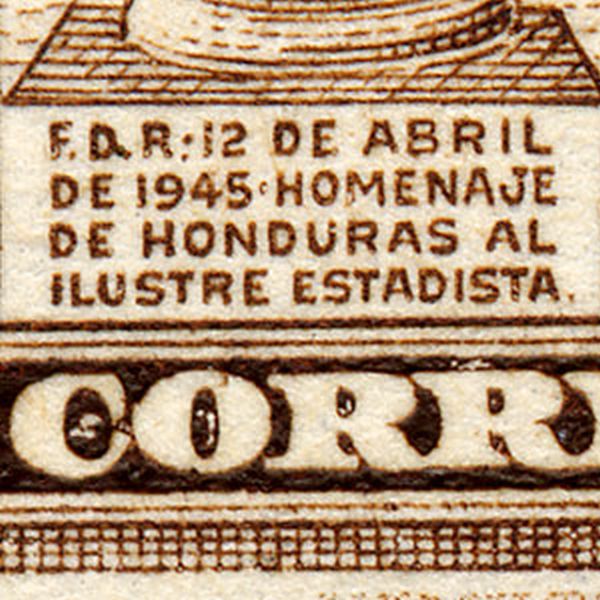 F.D.R.:12 DE ABRIL
DE 1945·HOMENAJE
DE HONDURAS AL
ILUSTRE ESTADISTA.
CORR